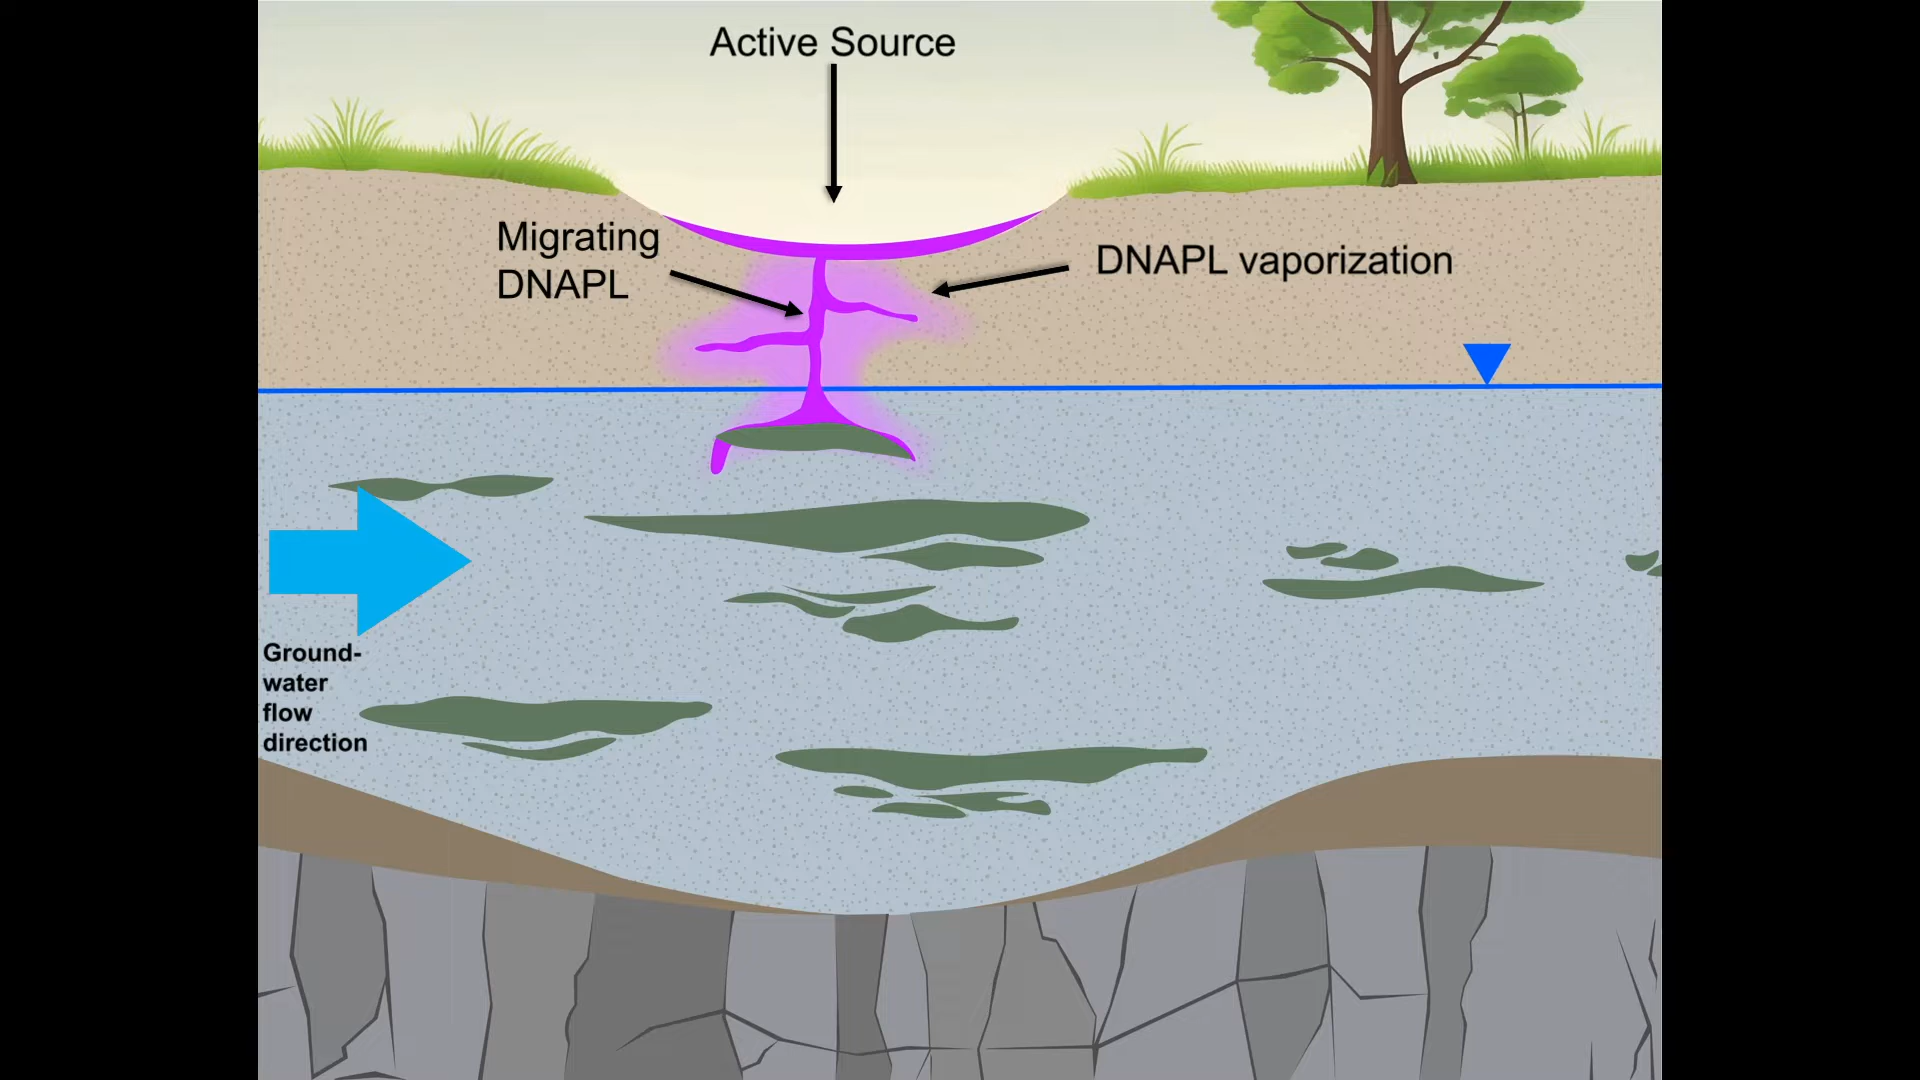 Active Source
Migrating
DNAPL
DNAPL vaporization
Ground-
water
flow
direction